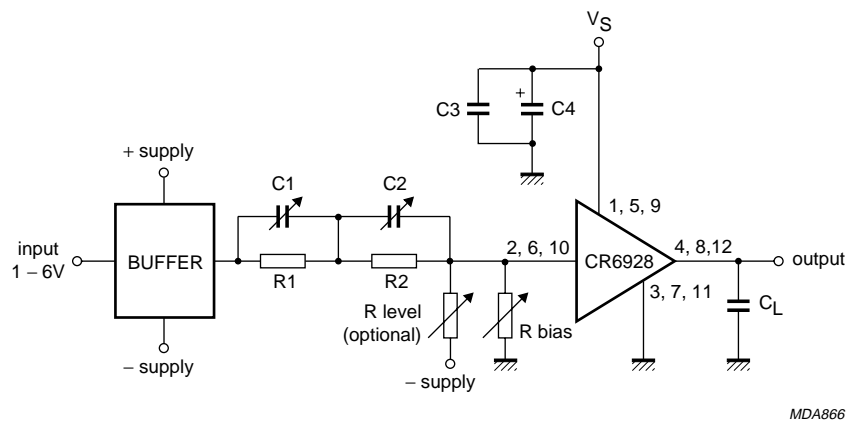 VS
C3
+
C4
+ supply
C1
C2
1, 5, 9
input
1 – 6V
BUFFER
R1
R2
2, 6, 10
CR6928
4, 8,12
output
3, 7, 11
CL
R level
(optional)
R bias
– supply
– supply
MDA866